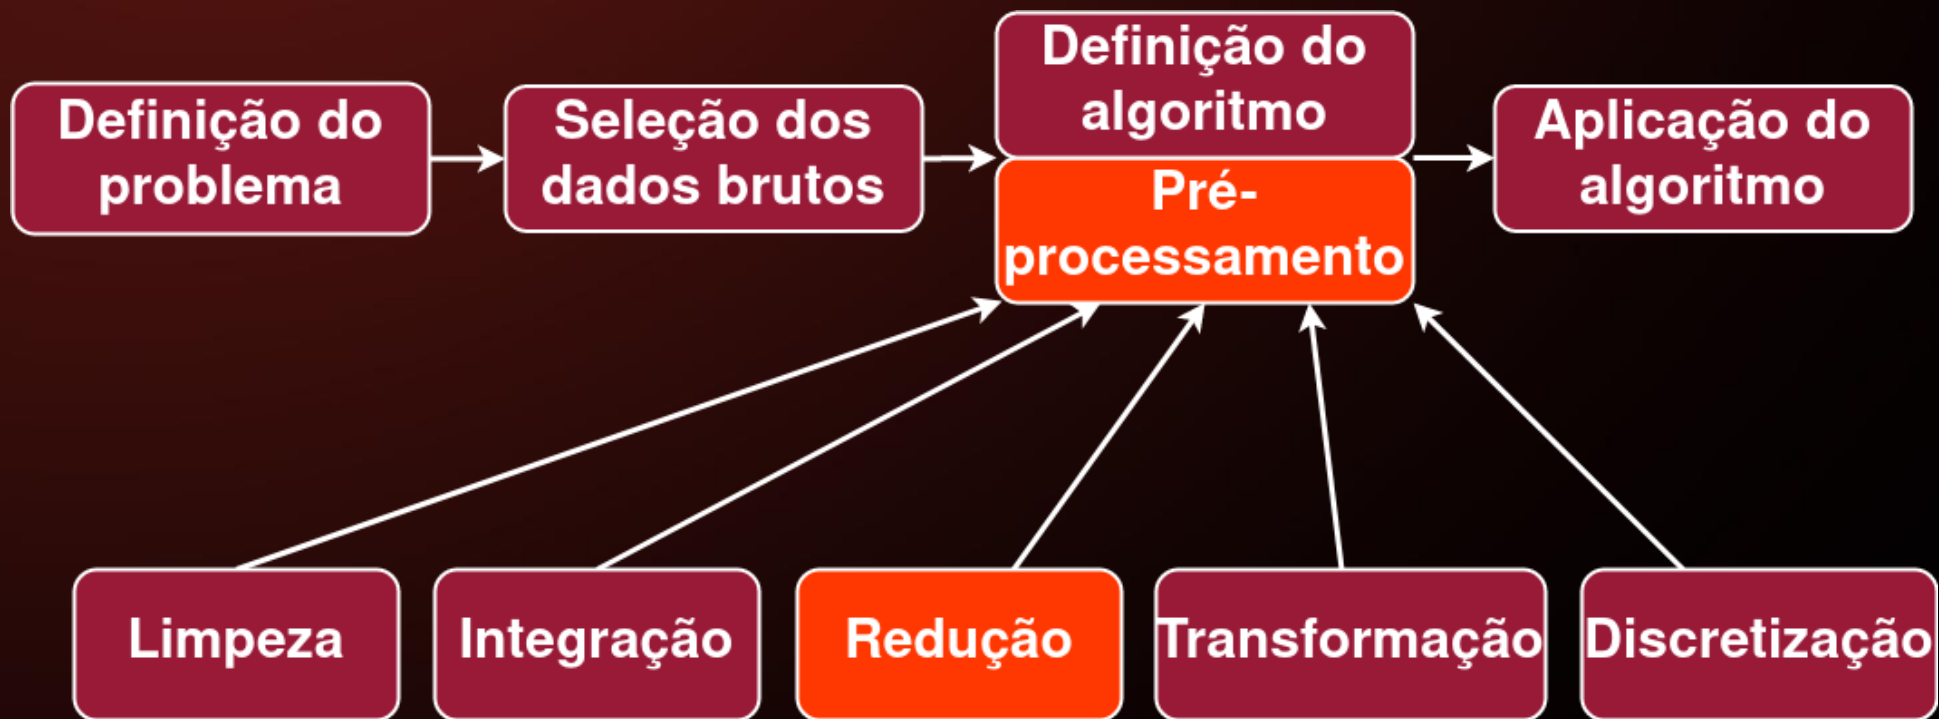 Definição do
problema
Seleção dos
dados brutos
Definição do
algoritmo
Pré-
processamento
Aplicação do
algoritmo
Limpeza
Integração
Redução
Transformação
Discretização